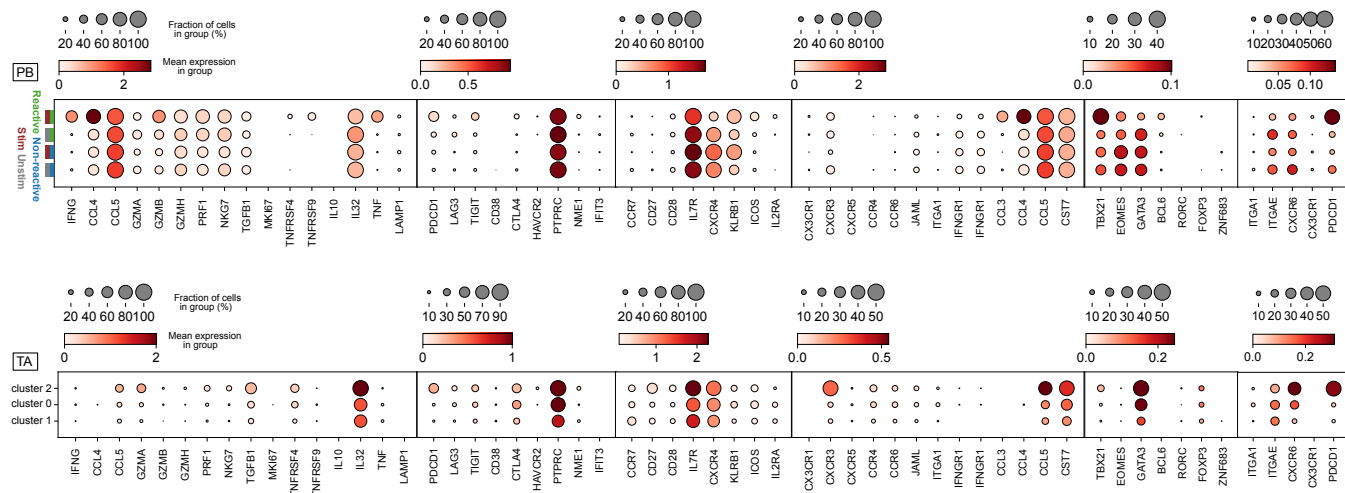 20 40 60 80100
Fraction of cells
in group (%)
20 40 60 80100
20 40 60 80100
20 40 60 80100
10 20 30 40
102030405060
Mean expression
in group
0 2
0 0.5
0 1
0 2
0.0 0.1
0.05 0.10
PB
Reactive Non-reactive
Stim Unstim
IFNG
CCL4
CCL5
GZMA
GZMB
GZMH
PRF1
NKG7
TGFB1
MKI67
TNFRSF4
TNFRSF9
IL10
IL32
TNF
LAMP1
PDCD1
LAG3
TIGIT
CD38
CTLA4
HAVCR2
PTPRC
NME1
IFIT3
CCR7
CD27
CD28
IL7R
CXCR4
KLRB1
ICOS
IL2RA
CX3CR1
CXCR3
CXCR5
CCR4
CCR6
JAML
ITGA1
IFNGR1
IFNGR1
CCL3
CCL4
CCL5
CST7
TBX21
EOMES
GATA3
BCL6
RORC
FOXP3
ZNF683
ITGA1
ITGAE
CXCR6
CX3CR1
PDCD1
20 40 60 80100
Fraction of cells
in group (%)
10 30 50 70 90
20 40 60 80100
10 20 30 40 50
10 20 30 40 50
10 20 30 40 50
Mean expression
in group
0 2
0 1
1 2
0.0 0.5
0.0 0.2
0.0 0.2
TA
cluster 2
cluster 0
cluster 1
IFNG
CCL4
CCL5
GZMA
GZMB
GZMH
PRF1
NKG7
TGFB1
MKI67
TNFRSF4
TNFRSF9
IL10
IL32
TNF
LAMP1
PDCD1
LAG3
TIGIT
CD38
CTLA4
HAVCR2
PTPRC
NME1
IFIT3
CCR7
CD27
CD28
IL7R
CXCR4
KLRB1
ICOS
IL2RA
CX3CR1
CXCR3
CXCR5
CCR4
CCR6
JAML
ITGA1
IFNGR1
IFNGR1
CCL3
CCL4
CCL5
CST7
TBX21
EOMES
GATA3
BCL6
RORC
FOXP3
ZNF683
ITGA1
ITGAE
CXCR6
CX3CR1
PDCD1